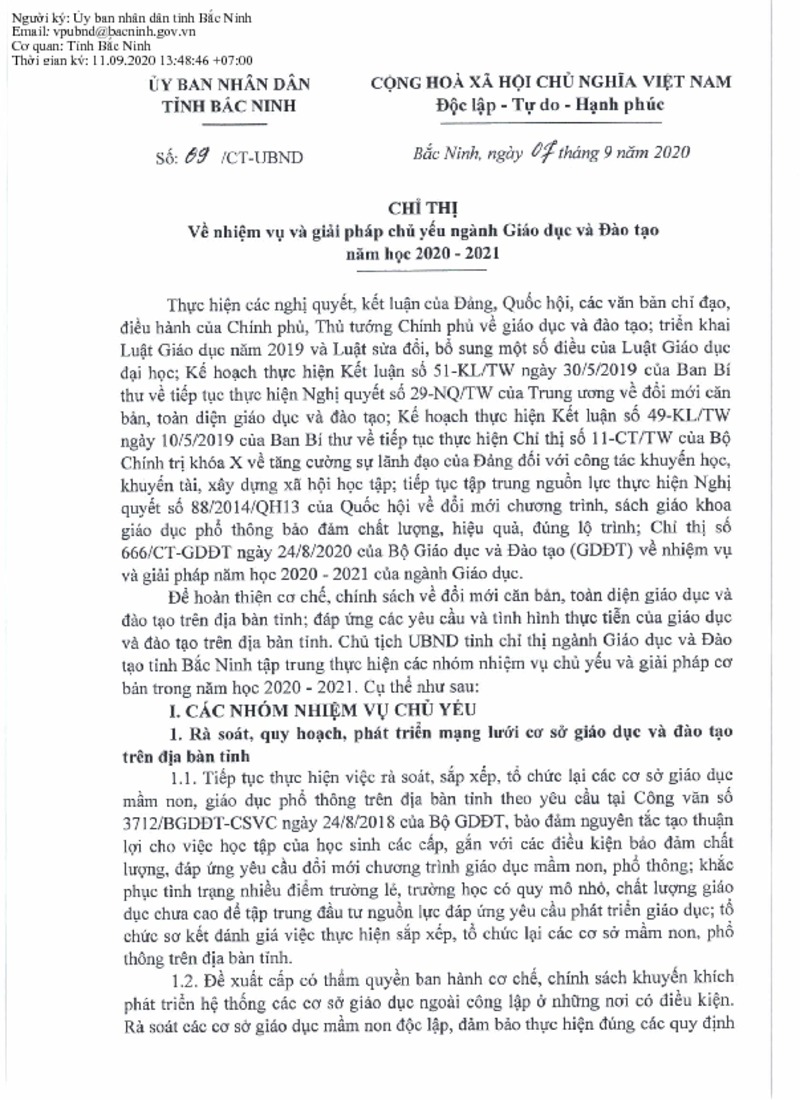 Người ký: Ủy ban nhân dân tỉnh Bắc Ninh
Email: vpubnd@bacninh.gov.vn
Cơ quan: Tỉnh Bắc Ninh
Thời gian ký: 11.09.2020 13:48:46 +07:00
ỦY BAN NHÂN DÂN
TỈNH BẮC NINH
CỘNG HOÀ XÃ HỘI CHỦ NGHĨA VIỆT NAM
Độc lập - Tự do - Hạnh phúc
Số: 09 /CT-UBND
Bắc Ninh, ngày 07 tháng 9 năm 2020
CHỈ THỊ
Về nhiệm vụ và giải pháp chủ yếu ngành Giáo dục và Đào tạo
năm học 2020 - 2021
Thực hiện các nghị quyết, kết luận của Đảng, Quốc hội, các văn bản chỉ đạo,
điều hành của Chính phủ, Thủ tướng Chính phủ về giáo dục và đào tạo; triển khai
Luật Giáo dục năm 2019 và Luật sửa đổi, bổ sung một số điều của Luật Giáo dục
đại học; Kế hoạch thực hiện Kết luận số 51-KL/TW ngày 30/5/2019 của Ban Bí
thư về tiếp tục thực hiện Nghị quyết số 29-NQ/TW của Trung ương về đổi mới căn
bản, toàn diện giáo dục và đào tạo; Kế hoạch thực hiện Kết luận số 49-KL/TW
ngày 10/5/2019 của Ban Bí thư về tiếp tục thực hiện Chỉ thị số 11-CT/TW của Bộ
Chính trị khóa X về tăng cường sự lãnh đạo của Đảng đối với công tác khuyến học,
khuyến tài, xây dựng xã hội học tập; tiếp tục tập trung nguồn lực thực hiện Nghị
quyết số 88/2014/QH13 của Quốc hội về đổi mới chương trình, sách giáo khoa
giáo dục phổ thông bảo đảm chất lượng, hiệu quả, đúng lộ trình; Chỉ thị số
666/CT-GDĐT ngày 24/8/2020 của Bộ Giáo dục và Đào tạo (GDĐT) về nhiệm vụ
và giải pháp năm học 2020 - 2021 của ngành Giáo dục.
Để hoàn thiện cơ chế, chính sách về đổi mới căn bản, toàn diện giáo dục và
đào tạo trên địa bàn tỉnh; đáp ứng các yêu cầu và tình hình thực tiễn của giáo dục
và đào tạo trên địa bàn tỉnh. Chủ tịch UBND tỉnh chỉ thị ngành Giáo dục và Đào
tạo tỉnh Bắc Ninh tập trung thực hiện các nhóm nhiệm vụ chủ yếu và giải pháp cơ
bản trong năm học 2020 - 2021. Cụ thể như sau:
I. CÁC NHÓM NHIỆM VỤ CHỦ YẾU
1. Rà soát, quy hoạch, phát triển mạng lưới cơ sở giáo dục và đào tạo
trên địa bàn tỉnh
1.1. Tiếp tục thực hiện việc rà soát, sắp xếp, tổ chức lại các cơ sở giáo dục
mầm non, giáo dục phổ thông trên địa bàn tỉnh theo yêu cầu tại Công văn số
3712/BGDĐT-CSVC ngày 24/8/2018 của Bộ GDĐT, bảo đảm nguyên tắc tạo thuận
lợi cho việc học tập của học sinh các cấp, gắn với các điều kiện bảo đảm chất
lượng, đáp ứng yêu cầu đổi mới chương trình giáo dục mầm non, phổ thông; khắc
phục tình trạng nhiều điểm trường lẻ, trường học có quy mô nhỏ, chất lượng giáo
dục chưa cao để tập trung đầu tư nguồn lực đáp ứng yêu cầu phát triển giáo dục; tổ
chức sơ kết đánh giá việc thực hiện sắp xếp, tổ chức lại các cơ sở mầm non, phổ
thông trên địa bàn tỉnh.
1.2. Đề xuất cấp có thẩm quyền ban hành cơ chế, chính sách khuyến khích
phát triển hệ thống các cơ sở giáo dục ngoài công lập ở những nơi có điều kiện.
Rà soát các cơ sở giáo dục mầm non độc lập, đảm bảo thực hiện đúng các quy định